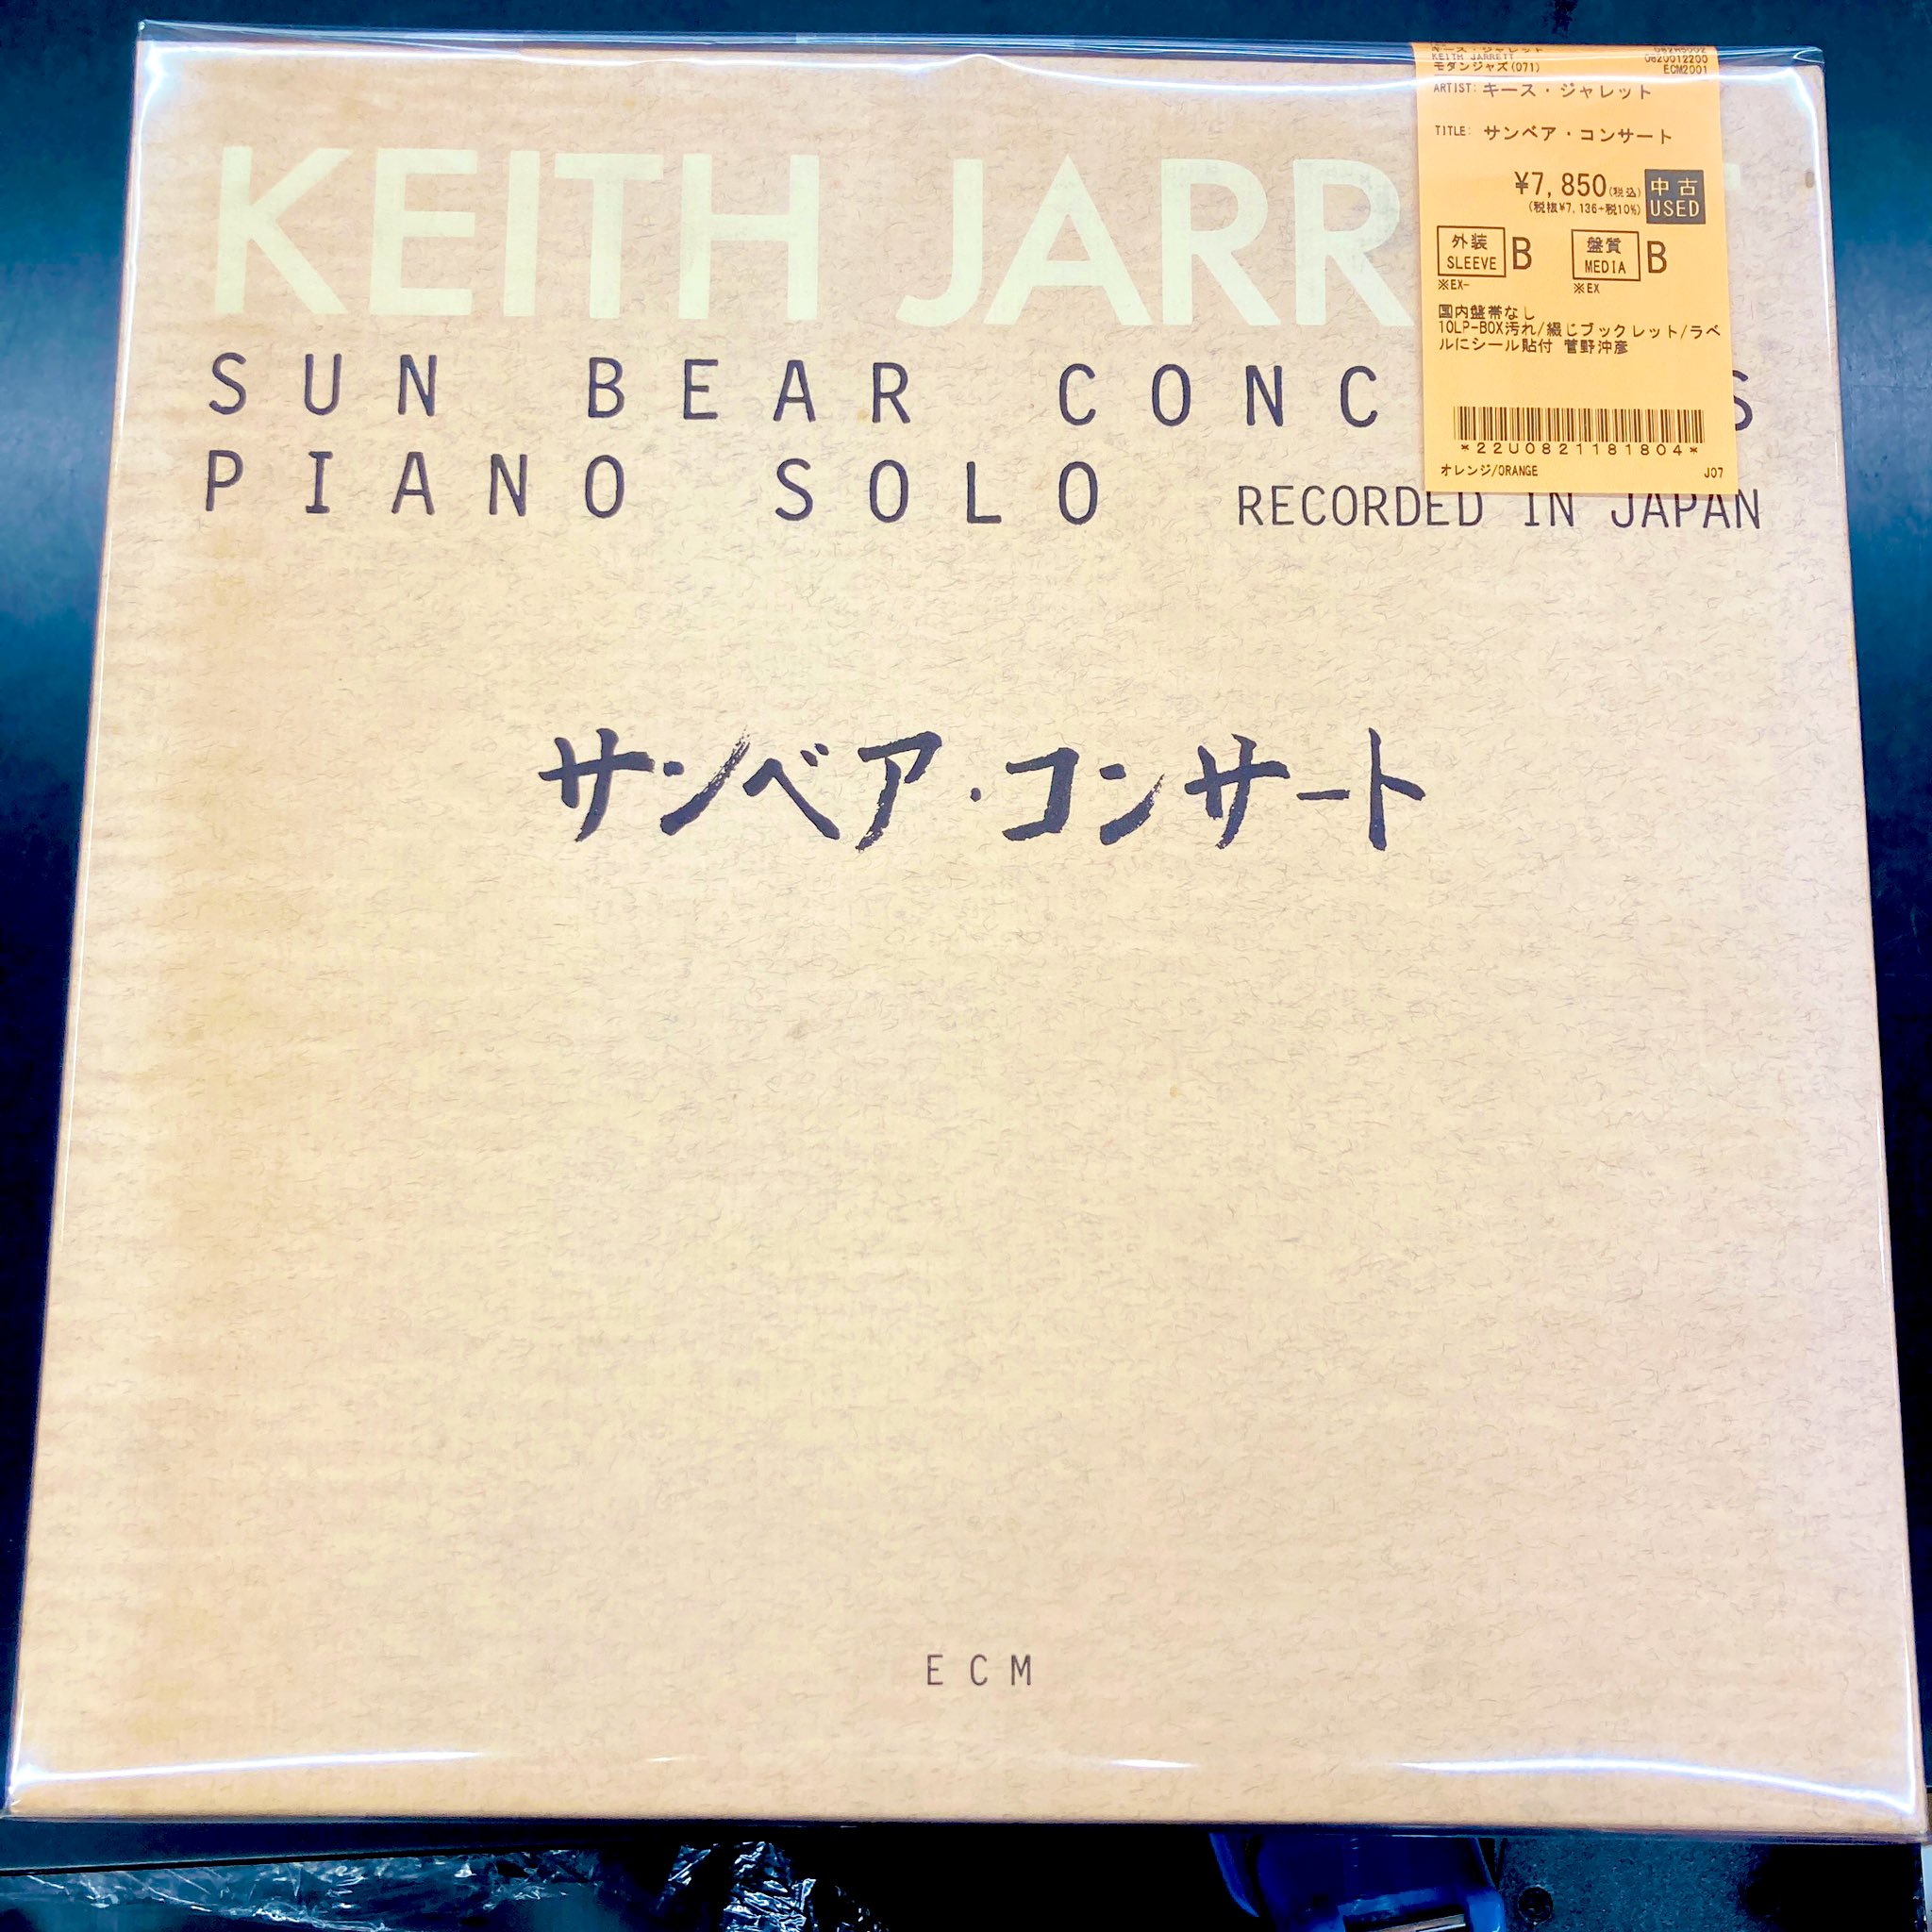 KEITH JARRETT
モダンジャズ(071)
0820012200
ECM2001
ARTIST: キース・ジャレット
TITLE: サンベア・コンサート
¥7,850(税込)
(税抜¥7,136+税10%)
中古
USED
外装
SLEEVE B
※EX-
盤質
MEDIA B
※EX
国内盤帯なし
10LP-BOX汚れ/綴じブックレット/ラベ
ルにシール貼付 菅野沖彦
*22U0821181804*
オレンジ/ORANGE J07
KEITH JARR
SUN BEAR CONC S
PIANO SOLO RECORDED IN JAPAN
サンベア・コンサート
ECM